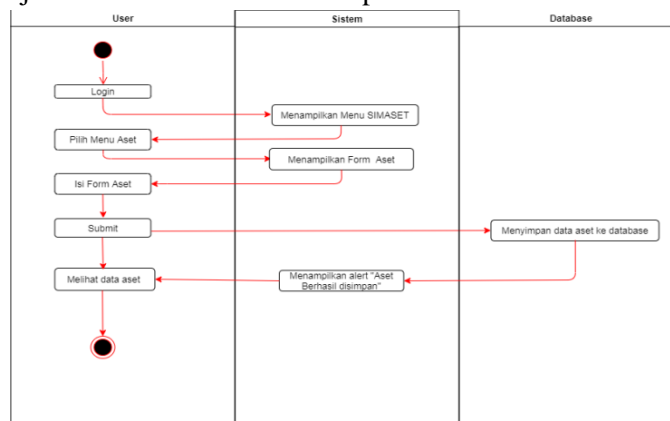 User
Sistem
Database
Login
Menampilkan Menu SIMASET
Pilih Menu Aset
Menampilkan Form Aset
Isi Form Aset
Submit
Menyimpan data aset ke database
Melihat data aset
Menampilkan alert "Aset
Berhasil disimpan"